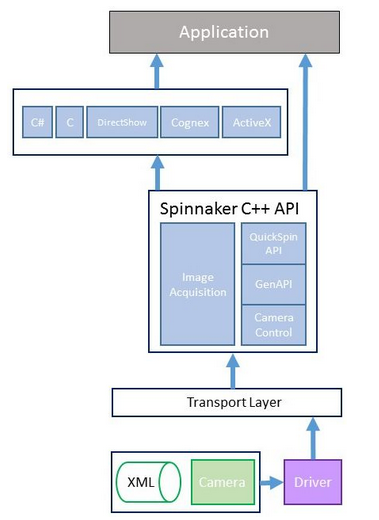 Application
C#
C
DirectShow
Cognex
ActiveX
Spinnaker C++ API
Image
Acquisition
QuickSpin
API
GenAPI
Camera
Control
Transport Layer
XML
Camera
Driver